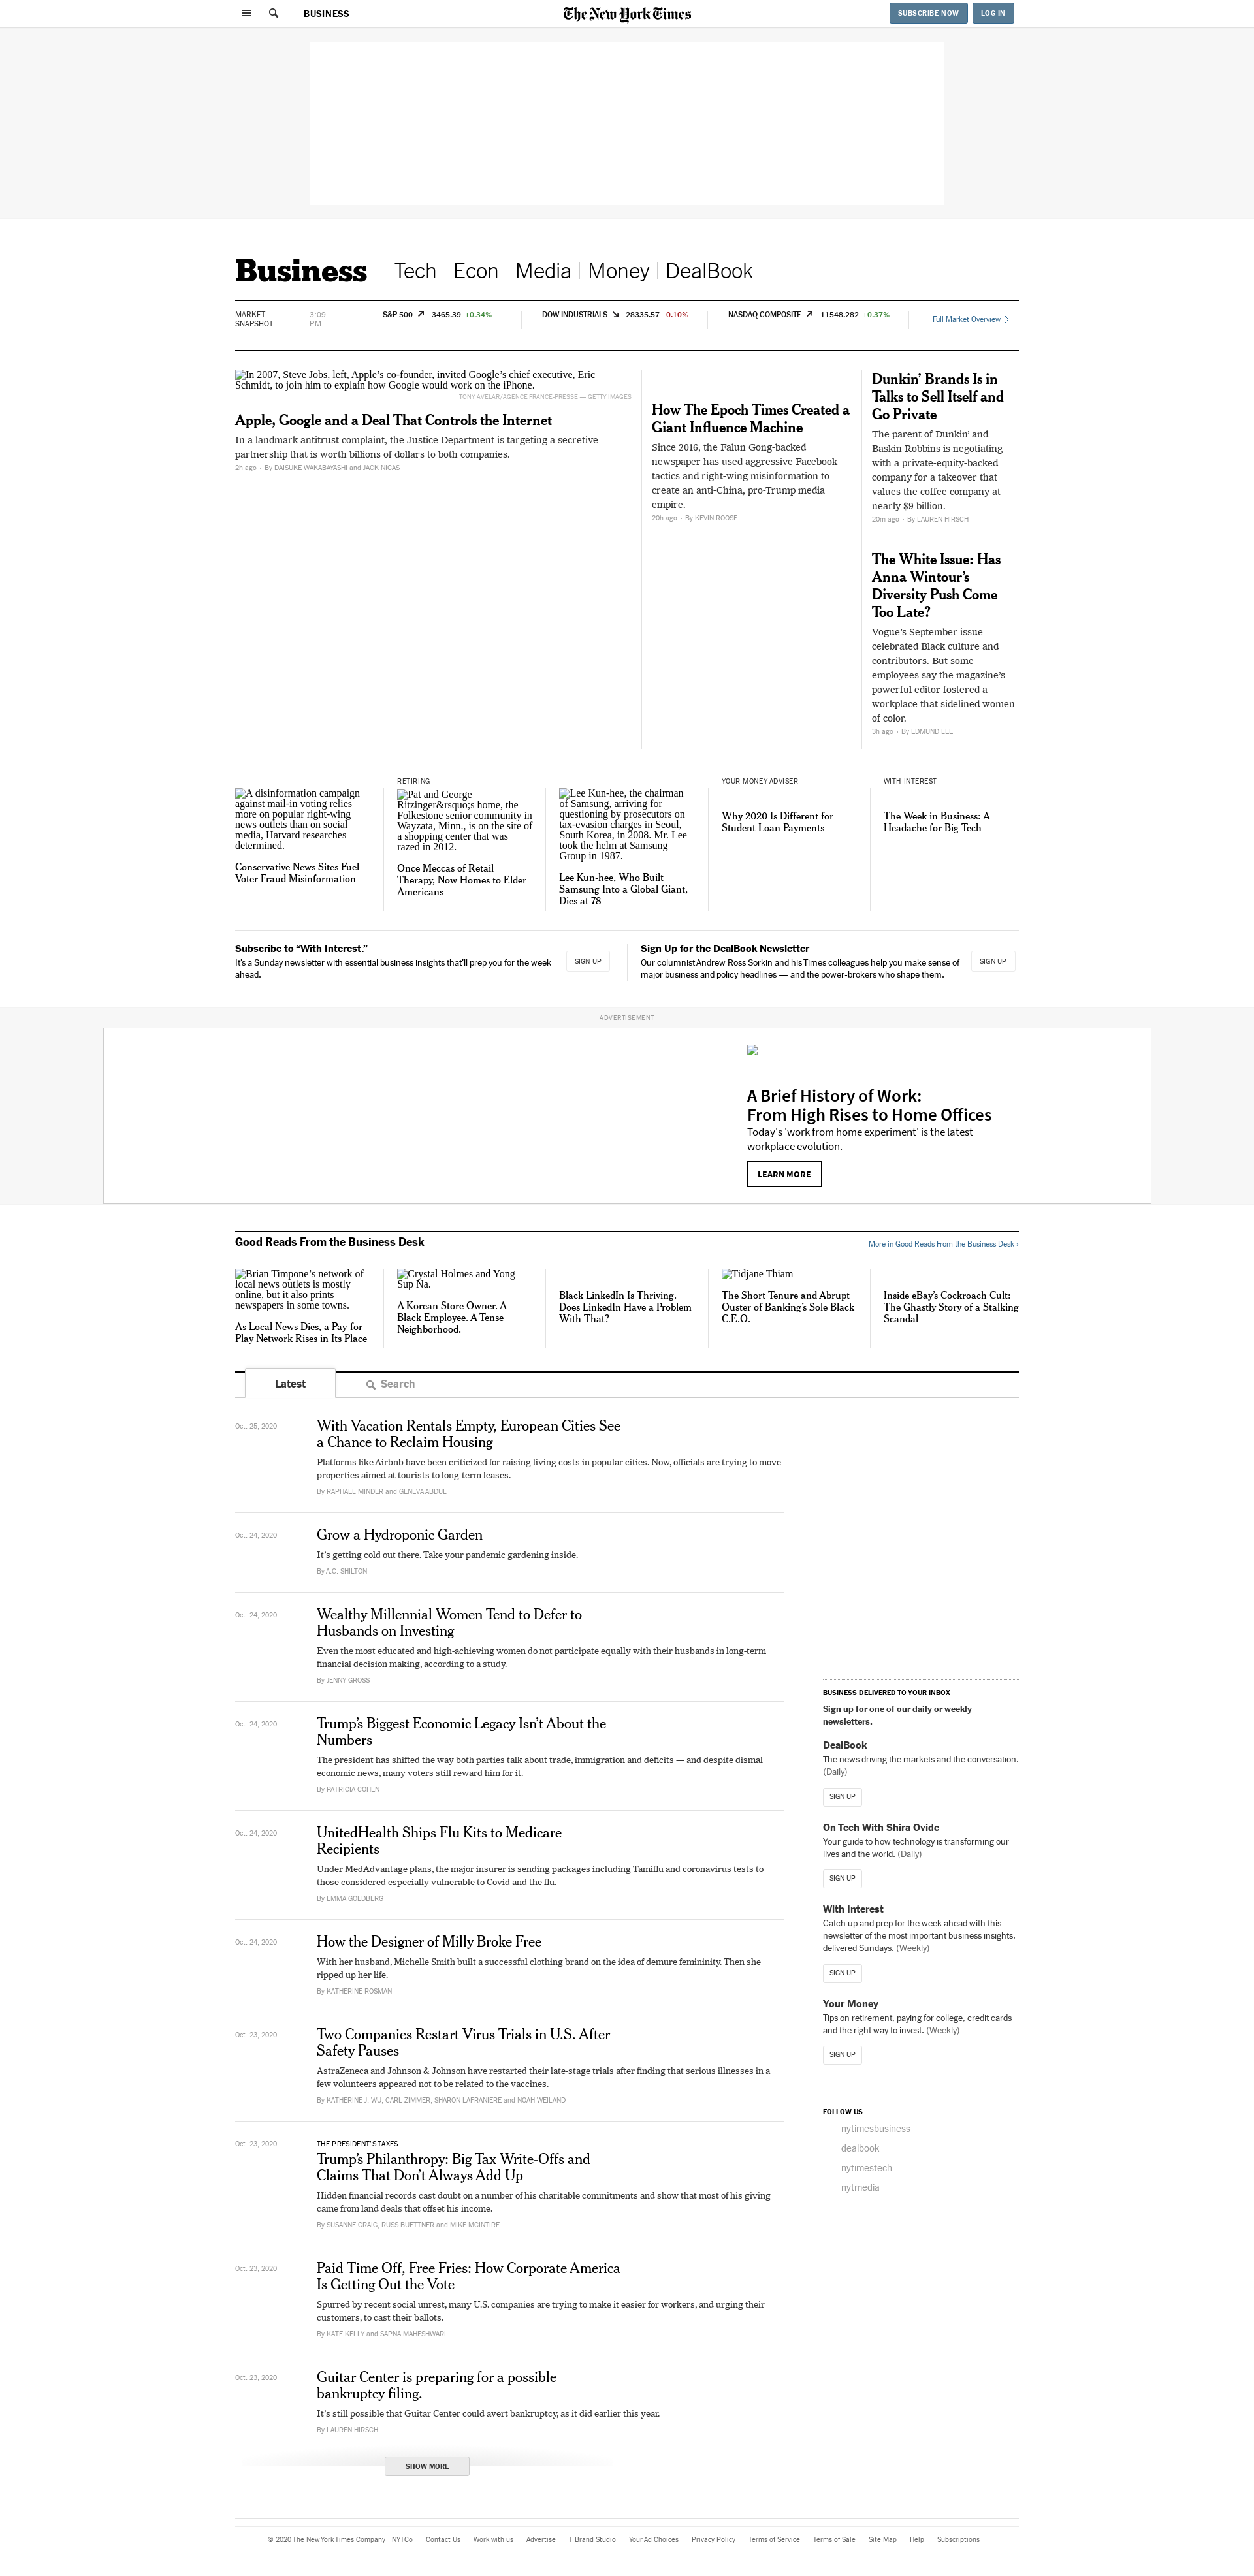 BUSINESS
The New York Times
SUBSCRIBE NOW
LOG IN
Business
Tech
Econ
Media
Money
DealBook
MARKET
SNAPSHOT
3:09
P.M.
S&P 500 3465.39 +0.34%
DOW INDUSTRIALS 28335.57 -0.10%
NASDAQ COMPOSITE 11548.282 +0.37%
Full Market Overview
In 2007, Steve Jobs, left, Apple’s co-founder, invited Google’s chief executive, Eric
Schmidt, to join him to explain how Google would work on the iPhone.
TONY AVELAR/AGENCE FRANCE-PRESSE — GETTY IMAGES
Apple, Google and a Deal That Controls the Internet
In a landmark antitrust complaint, the Justice Department is targeting a secretive
partnership that is worth billions of dollars to both companies.
2h ago • By DAISUKE WAKABAYASHI and JACK NICAS
How The Epoch Times Created a
Giant Influence Machine
Since 2016, the Falun Gong-backed
newspaper has used aggressive Facebook
tactics and right-wing misinformation to
create an anti-China, pro-Trump media
empire.
20h ago • By KEVIN ROOSE
Dunkin’ Brands Is in
Talks to Sell Itself and
Go Private
The parent of Dunkin’ and
Baskin Robbins is negotiating
with a private-equity-backed
company for a takeover that
values the coffee company at
nearly $9 billion.
20m ago • By LAUREN HIRSCH
The White Issue: Has
Anna Wintour’s
Diversity Push Come
Too Late?
Vogue’s September issue
celebrated Black culture and
contributors. But some
employees say the magazine’s
powerful editor fostered a
workplace that sidelined women
of color.
3h ago • By EDMUND LEE
A disinformation campaign
against mail-in voting relies
more on popular right-wing
news outlets than on social
media, Harvard researches
determined.
Conservative News Sites Fuel
Voter Fraud Misinformation
RETIRING
Pat and George
Ritzinger&rsquo;s home, the
Folkestone senior community in
Wayzata, Minn., is on the site of
a shopping center that was
razed in 2012.
Once Meccas of Retail
Therapy, Now Homes to Elder
Americans
Lee Kun-hee, the chairman
of Samsung, arriving for
questioning by prosecutors on
tax-evasion charges in Seoul,
South Korea, in 2008. Mr. Lee
took the helm at Samsung
Group in 1987.
Lee Kun-hee, Who Built
Samsung Into a Global Giant,
Dies at 78
YOUR MONEY ADVISER
Why 2020 Is Different for
Student Loan Payments
WITH INTEREST
The Week in Business: A
Headache for Big Tech
Subscribe to “With Interest.”
It’s a Sunday newsletter with essential business insights that’ll prep you for the week
ahead.
SIGN UP
Sign Up for the DealBook Newsletter
Our columnist Andrew Ross Sorkin and his Times colleagues help you make sense of
major business and policy headlines — and the power-brokers who shape them.
SIGN UP
ADVERTISEMENT
A Brief History of Work:
From High Rises to Home Offices
Today's 'work from home experiment' is the latest
workplace evolution.
LEARN MORE
Good Reads From the Business Desk
More in Good Reads From the Business Desk ›
Brian Timpone’s network of
local news outlets is mostly
online, but it also prints
newspapers in some towns.
As Local News Dies, a Pay-for-
Play Network Rises in Its Place
Crystal Holmes and Yong
Sup Na.
A Korean Store Owner. A
Black Employee. A Tense
Neighborhood.
Black LinkedIn Is Thriving.
Does LinkedIn Have a Problem
With That?
Tidjane Thiam
The Short Tenure and Abrupt
Ouster of Banking’s Sole Black
C.E.O.
Inside eBay’s Cockroach Cult:
The Ghastly Story of a Stalking
Scandal
Latest
Search
Oct. 25, 2020
With Vacation Rentals Empty, European Cities See
a Chance to Reclaim Housing
Platforms like Airbnb have been criticized for raising living costs in popular cities. Now, officials are trying to move
properties aimed at tourists to long-term leases.
By RAPHAEL MINDER and GENEVA ABDUL
Oct. 24, 2020
Grow a Hydroponic Garden
It’s getting cold out there. Take your pandemic gardening inside.
By A.C. SHILTON
Oct. 24, 2020
Wealthy Millennial Women Tend to Defer to
Husbands on Investing
Even the most educated and high-achieving women do not participate equally with their husbands in long-term
financial decision making, according to a study.
By JENNY GROSS
Oct. 24, 2020
Trump’s Biggest Economic Legacy Isn’t About the
Numbers
The president has shifted the way both parties talk about trade, immigration and deficits — and despite dismal
economic news, many voters still reward him for it.
By PATRICIA COHEN
Oct. 24, 2020
UnitedHealth Ships Flu Kits to Medicare
Recipients
Under MedAdvantage plans, the major insurer is sending packages including Tamiflu and coronavirus tests to
those considered especially vulnerable to Covid and the flu.
By EMMA GOLDBERG
Oct. 24, 2020
How the Designer of Milly Broke Free
With her husband, Michelle Smith built a successful clothing brand on the idea of demure femininity. Then she
ripped up her life.
By KATHERINE ROSMAN
Oct. 23, 2020
Two Companies Restart Virus Trials in U.S. After
Safety Pauses
AstraZeneca and Johnson & Johnson have restarted their late-stage trials after finding that serious illnesses in a
few volunteers appeared not to be related to the vaccines.
By KATHERINE J. WU, CARL ZIMMER, SHARON LAFRANIERE and NOAH WEILAND
Oct. 23, 2020
THE PRESIDENT’S TAXES
Trump’s Philanthropy: Big Tax Write-Offs and
Claims That Don’t Always Add Up
Hidden financial records cast doubt on a number of his charitable commitments and show that most of his giving
came from land deals that offset his income.
By SUSANNE CRAIG, RUSS BUETTNER and MIKE MCINTIRE
Oct. 23, 2020
Paid Time Off, Free Fries: How Corporate America
Is Getting Out the Vote
Spurred by recent social unrest, many U.S. companies are trying to make it easier for workers, and urging their
customers, to cast their ballots.
By KATE KELLY and SAPNA MAHESHWARI
Oct. 23, 2020
Guitar Center is preparing for a possible
bankruptcy filing.
It’s still possible that Guitar Center could avert bankruptcy, as it did earlier this year.
By LAUREN HIRSCH
SHOW MORE
BUSINESS DELIVERED TO YOUR INBOX
Sign up for one of our daily or weekly
newsletters.
DealBook
The news driving the markets and the conversation.
(Daily)
SIGN UP
On Tech With Shira Ovide
Your guide to how technology is transforming our
lives and the world. (Daily)
SIGN UP
With Interest
Catch up and prep for the week ahead with this
newsletter of the most important business insights,
delivered Sundays. (Weekly)
SIGN UP
Your Money
Tips on retirement, paying for college, credit cards
and the right way to invest. (Weekly)
SIGN UP
FOLLOW US
nytimesbusiness
dealbook
nytimestech
nytmedia
© 2020 The New York Times Company NYTCo Contact Us Work with us Advertise T Brand Studio Your Ad Choices Privacy Policy Terms of Service Terms of Sale Site Map Help Subscriptions